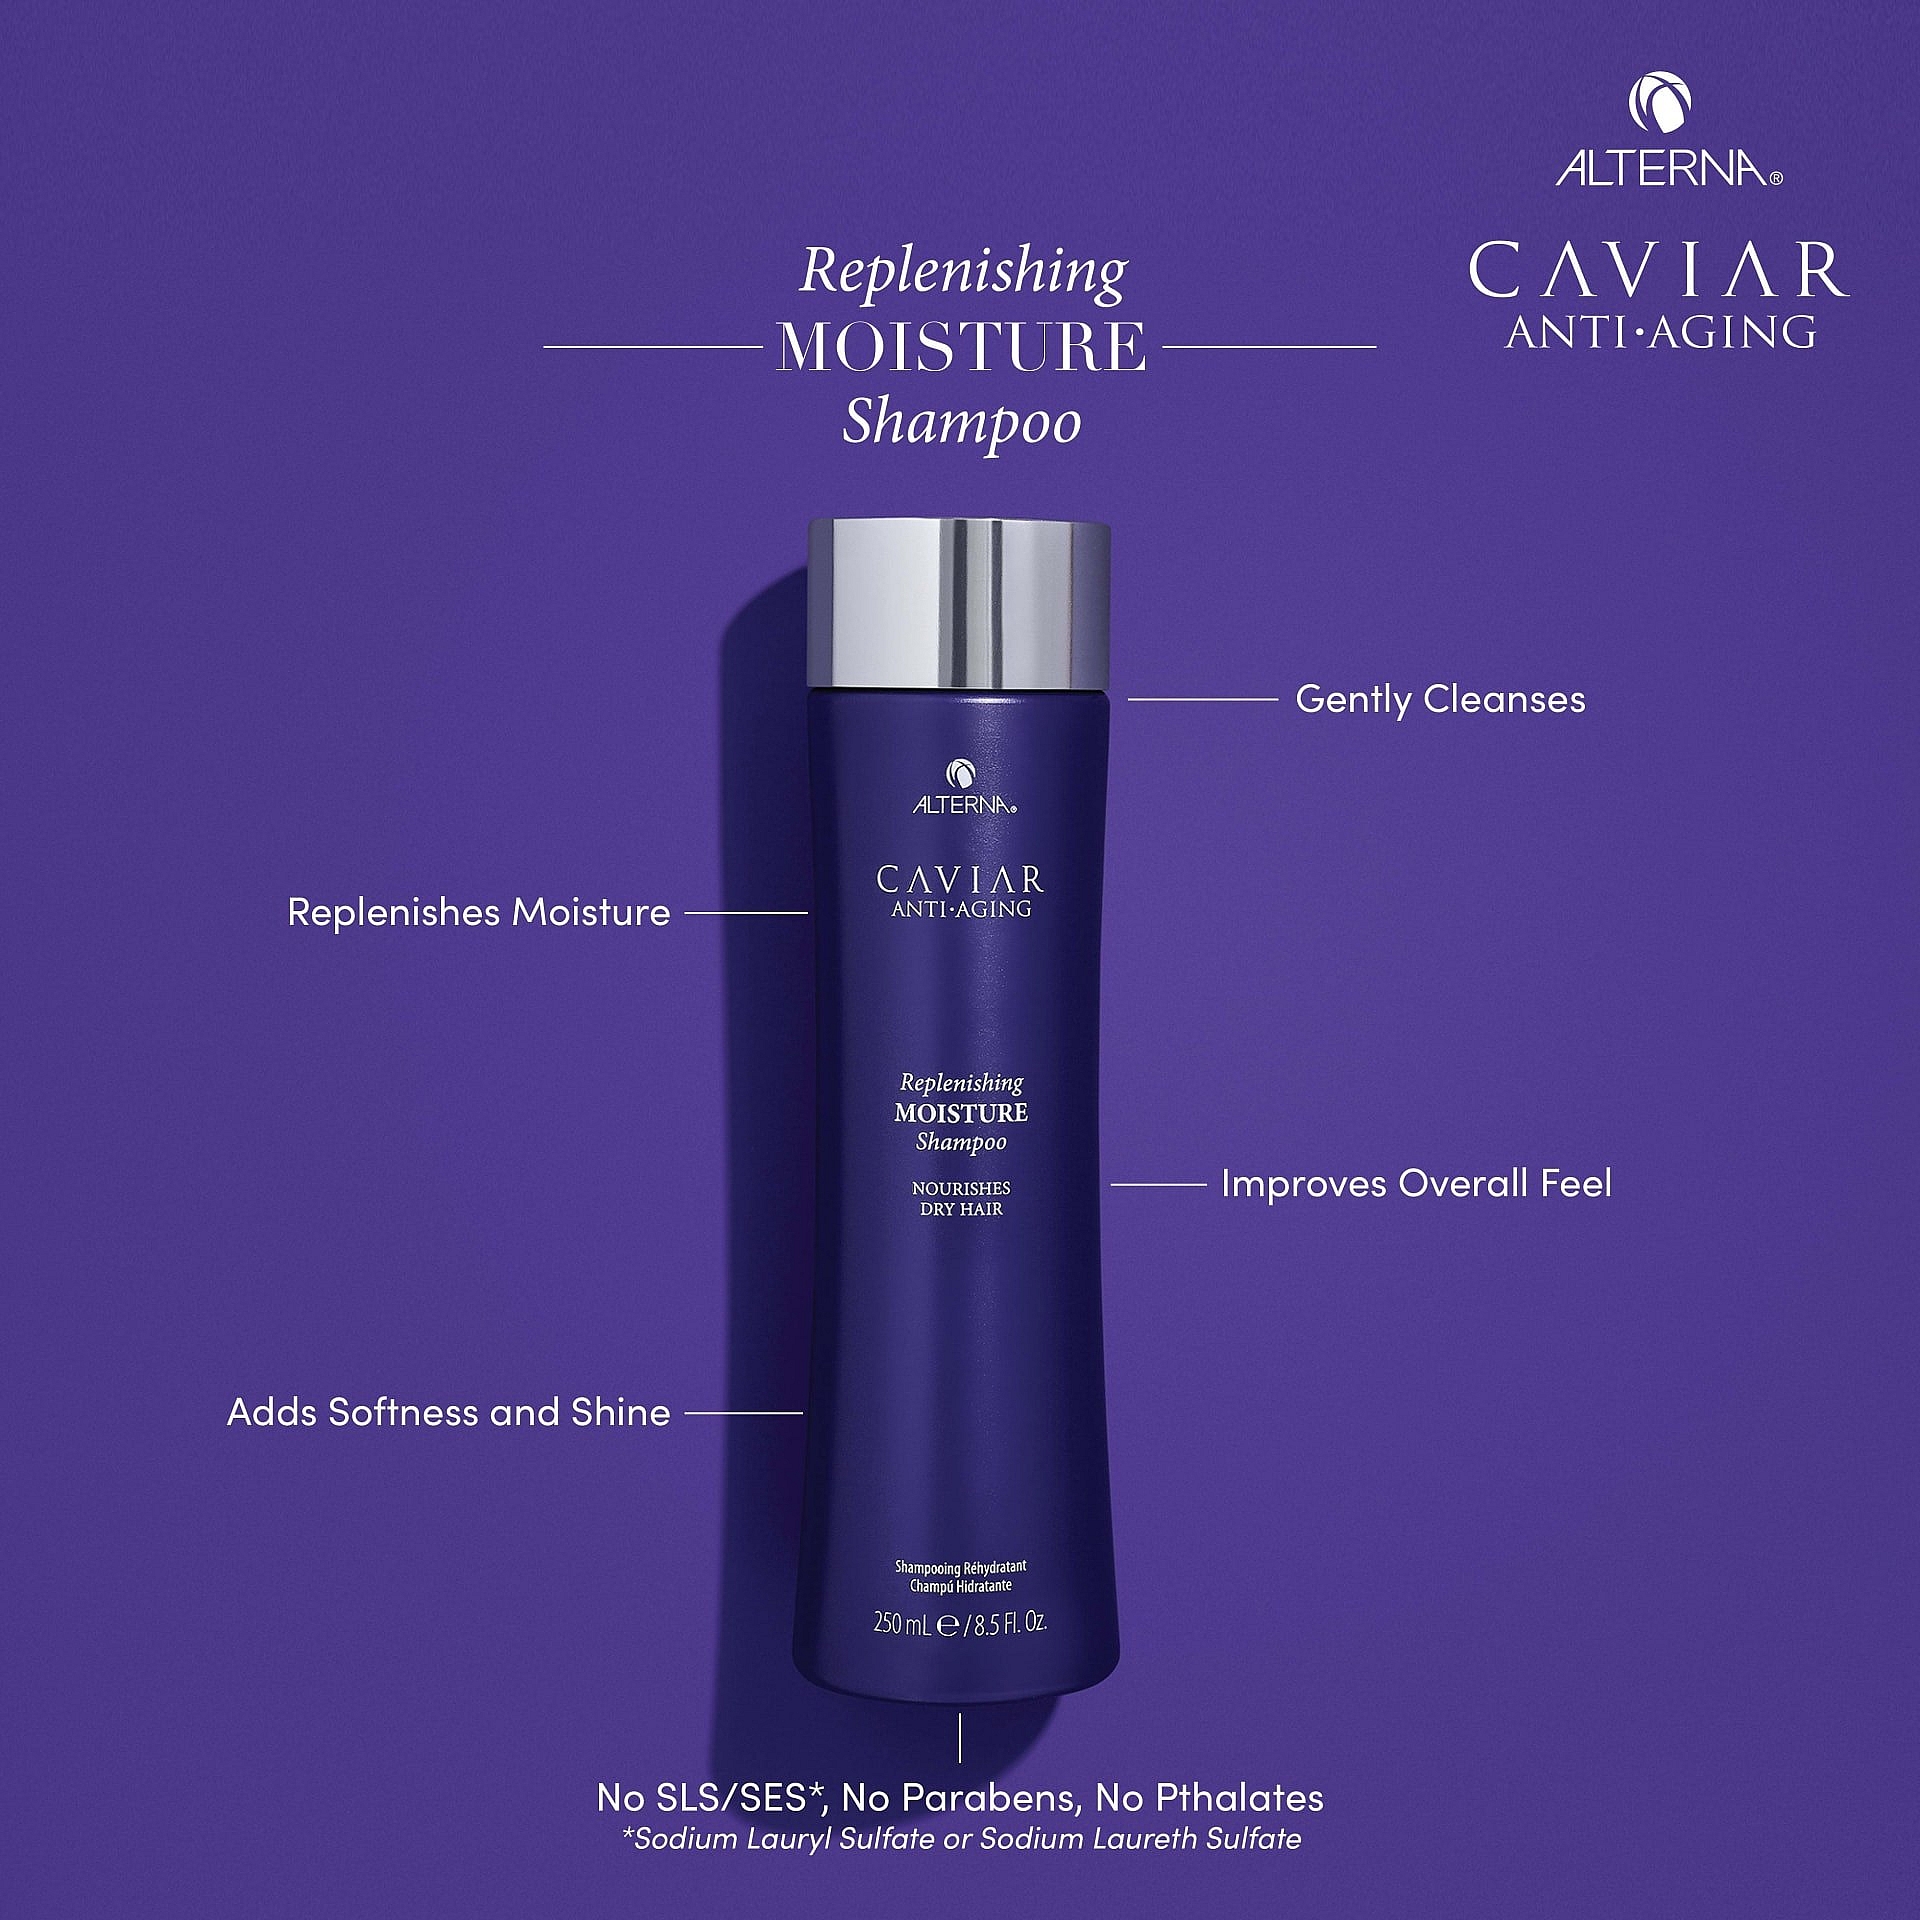 ALTERNA®
CAVIAR
ANTI·AGING
Replenishing
MOISTURE
Shampoo
Gently Cleanses
ALTERNA®
CAVIAR
ANTI·AGING
Replenishes Moisture
Replenishing
MOISTURE
Shampoo
NOURISHES
DRY HAIR
Improves Overall Feel
Adds Softness and Shine
Shampooing Réhydratant
Champú Hidratante
250 mL ℮ / 8.5 Fl. Oz.
No SLS/SES*, No Parabens, No Pthalates
*Sodium Lauryl Sulfate or Sodium Laureth Sulfate